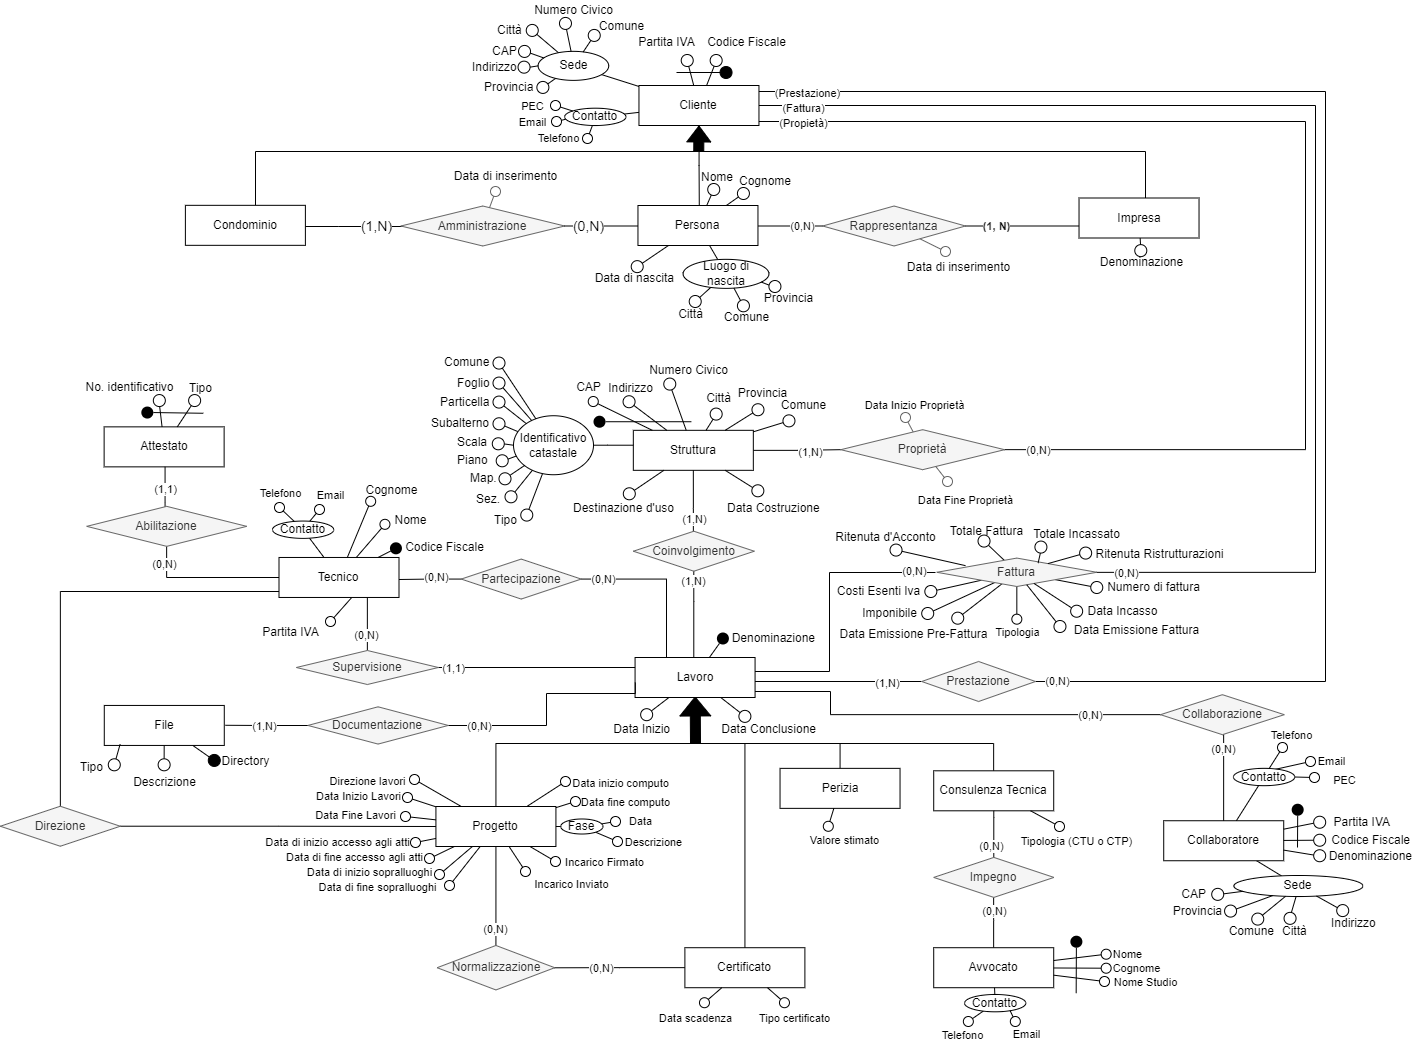 Numero Civico
Città
Comune
CAP
Indirizzo
Sede
Provincia
Partita IVA
Codice Fiscale
PEC
Email
Contatto
Telefono
Cliente
(Prestazione)
(Fattura)
(Propietà)
Data di inserimento
Nome
Cognome
Condominio
(1,N)
Amministrazione
(0,N)
Persona
(0,N)
Rappresentanza
(1, N)
Impresa
Data di inserimento
Denominazione
Data di nascita
Luogo di
nascita
Città
Comune
Provincia
Comune
Foglio
Particella
Subalterno
Scala
Piano
Map.
Sez.
Tipo
Identificativo
catastale
CAP
Indirizzo
Numero Civico
Città
Provincia
Comune
Struttura
Destinazione d'uso
Data Costruzione
(1,N)
Data Inizio Proprietà
Proprietà
(0,N)
Data Fine Proprietà
No. identificativo
Tipo
Attestato
(1,1)
Abilitazione
(0,N)
Telefono
Email
Contatto
Cognome
Nome
Codice Fiscale
Tecnico
Partita IVA
(0,N)
Partecipazione
(0,N)
(1,N)
Coinvolgimento
(1,N)
Ritenuta d'Acconto
Totale Fattura
Totale Incassato
Ritenuta Ristrutturazioni
(0,N)
Fattura
(0,N)
Costi Esenti Iva
Numero di fattura
Imponibile
Data Incasso
Data Emissione Pre-Fattura
Tipologia
Data Emissione Fattura
(0,N)
Supervisione
(1,1)
Denominazione
Lavoro
Data Inizio
Data Conclusione
(1,N)
Prestazione
(0,N)
(0,N)
Collaborazione
(0,N)
File
(1,N)
Documentazione
(0,N)
Tipo
Descrizione
Directory
Direzione
Direzione lavori
Data Inizio Lavori
Data Fine Lavori
Data di inizio accesso agli atti
Data di fine accesso agli atti
Data di inizio sopralluoghi
Data di fine sopralluoghi
Progetto
Data inizio computo
Data fine computo
Fase
Data
Descrizione
Incarico Firmato
Incarico Inviato
(0,N)
Normalizzazione
(0,N)
Certificato
Data scadenza
Tipo certificato
Perizia
Valore stimato
Consulenza Tecnica
Tipologia (CTU o CTP)
(0,N)
Impegno
(0,N)
Avvocato
Nome
Cognome
Nome Studio
Contatto
Telefono
Email
Telefono
Email
Contatto
PEC
Collaboratore
Partita IVA
Codice Fiscale
Denominazione
Sede
CAP
Provincia
Comune
Città
Indirizzo